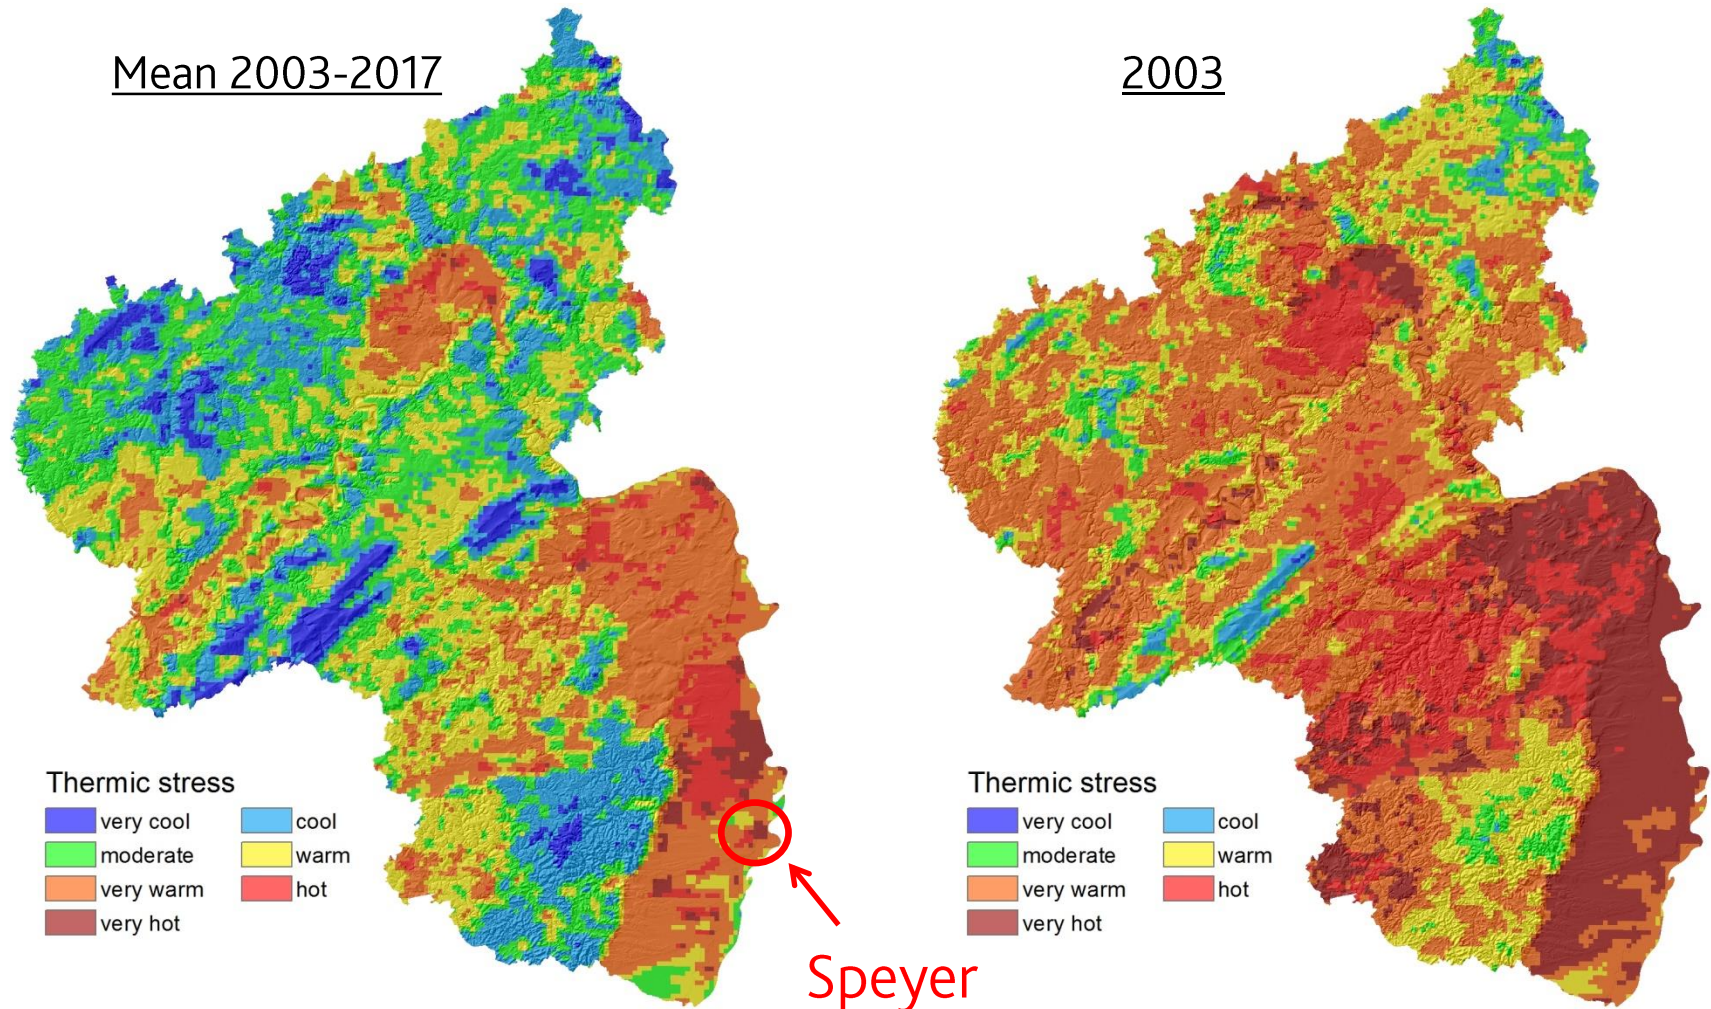 Mean 2003-2017
2003
Thermic stress
very cool
cool
moderate
warm
very warm
hot
very hot
Thermic stress
very cool
cool
moderate
warm
very warm
hot
very hot
Speyer